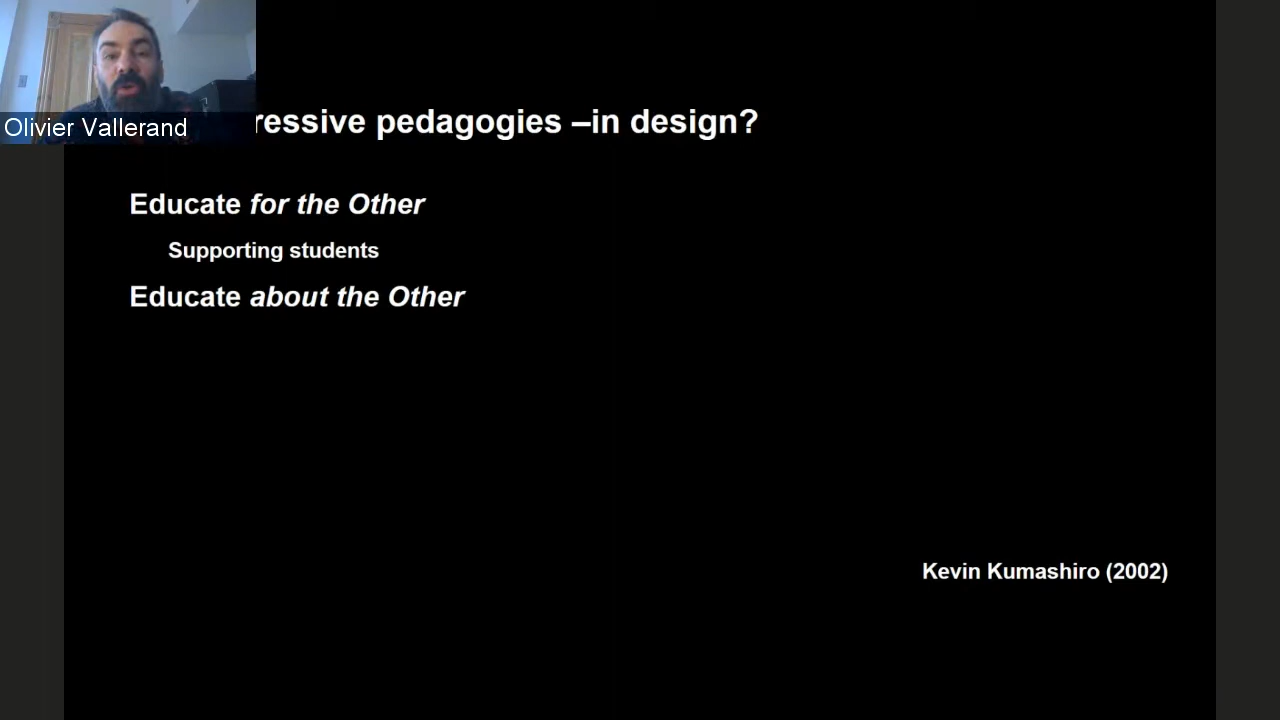 Olivier Vallerand
ressive pedagogies –in design?
Educate for the Other
Supporting students
Educate about the Other
Kevin Kumashiro (2002)